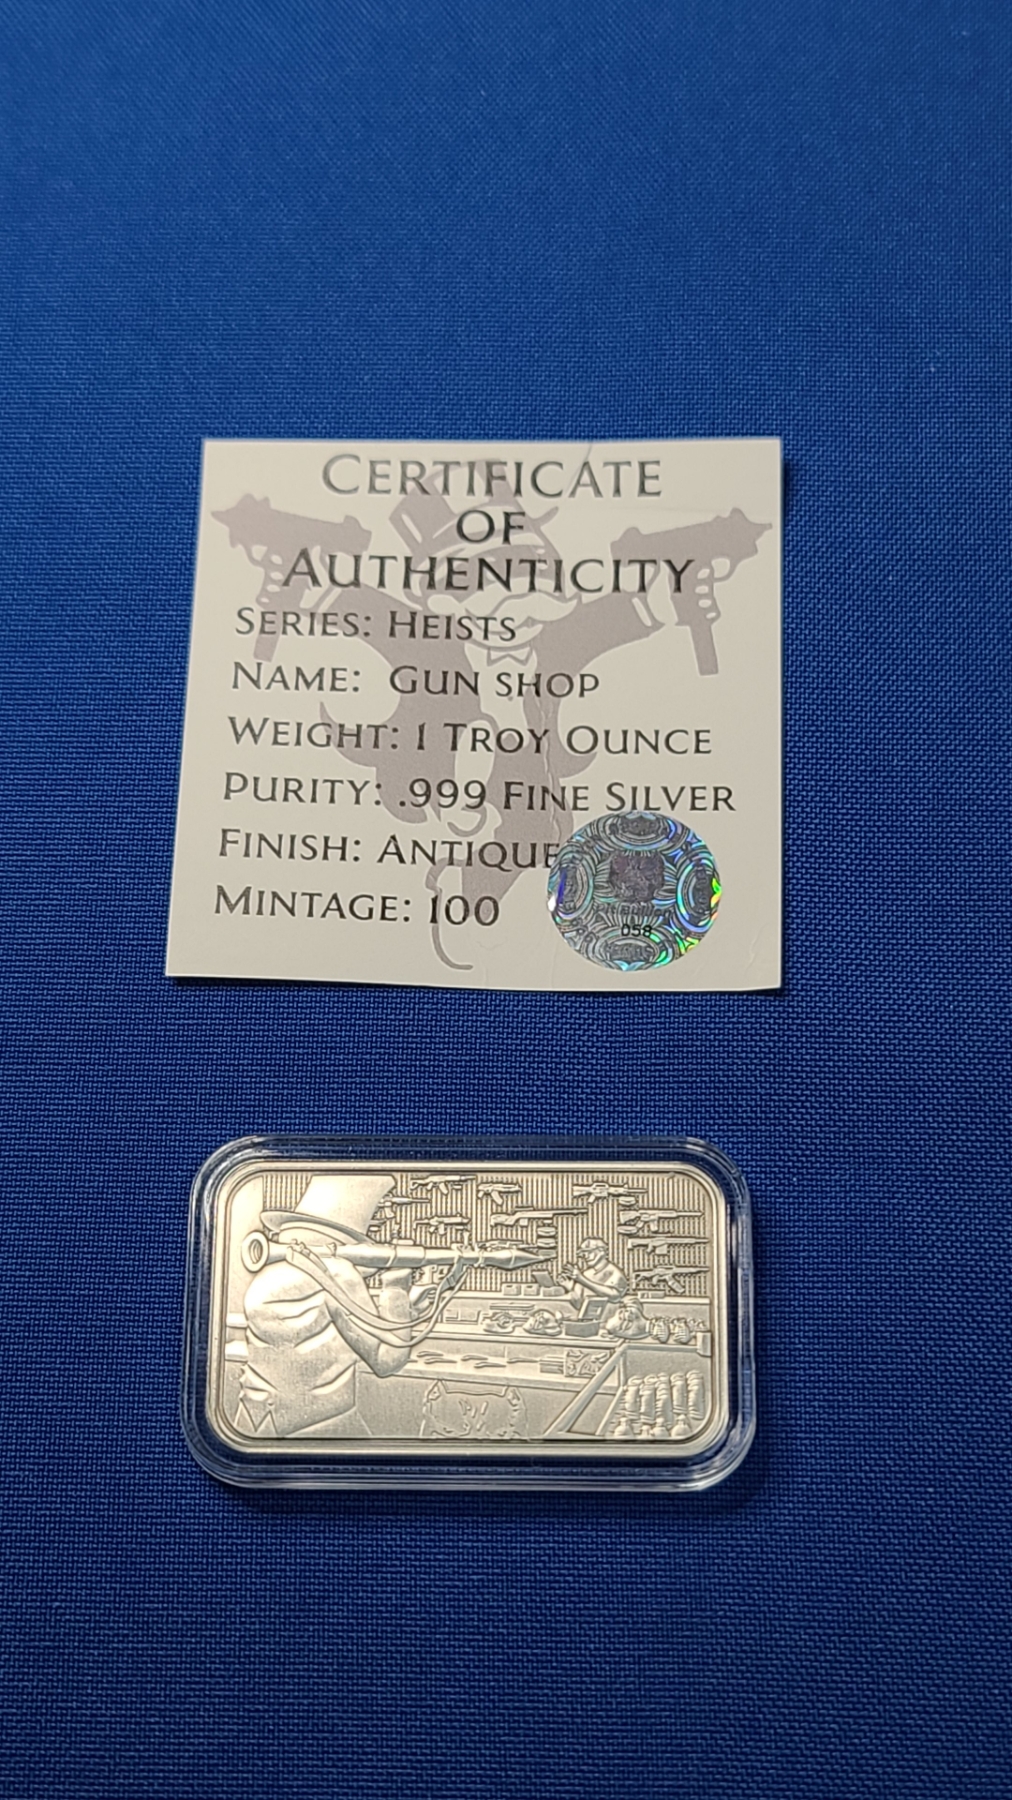 CERTIFICATE
OF
AUTHENTICITY
SERIES: HEISTS
NAME: GUN SHOP
WEIGHT: 1 TROY OUNCE
PURITY: .999 FINE SILVER
FINISH: ANTIQUE
MINTAGE: 100
058